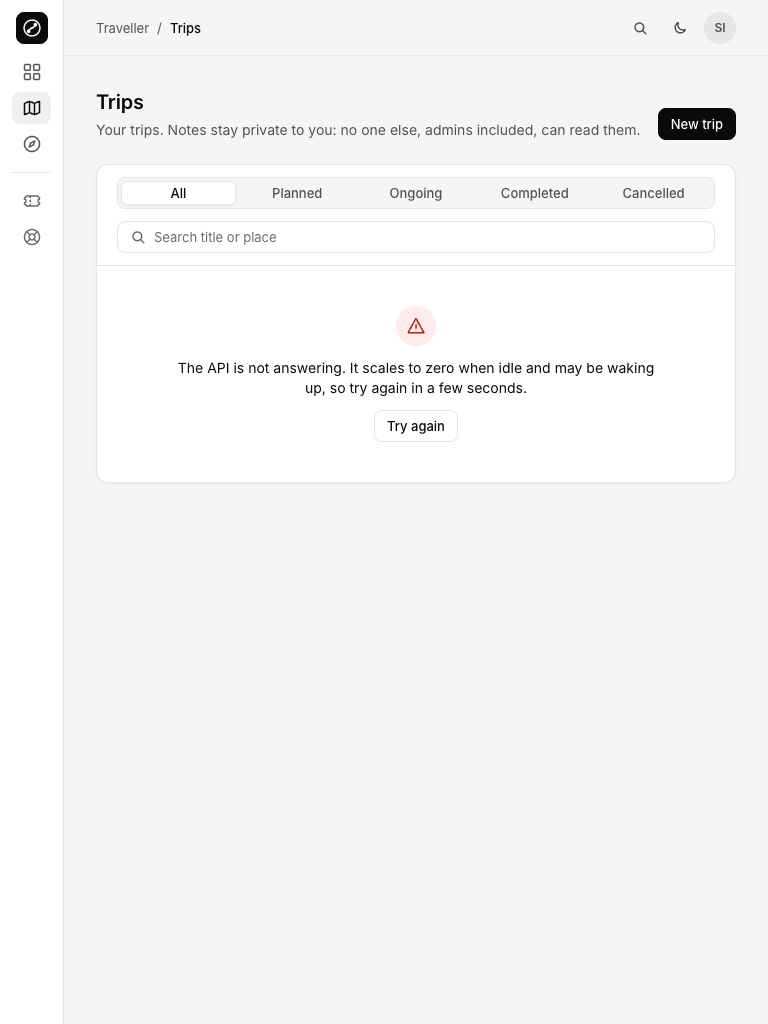 Traveller / Trips
SI
Trips
Your trips. Notes stay private to you: no one else, admins included, can read them.
New trip
All Planned Ongoing Completed Cancelled
Search title or place
The API is not answering. It scales to zero when idle and may be waking
up, so try again in a few seconds.
Try again